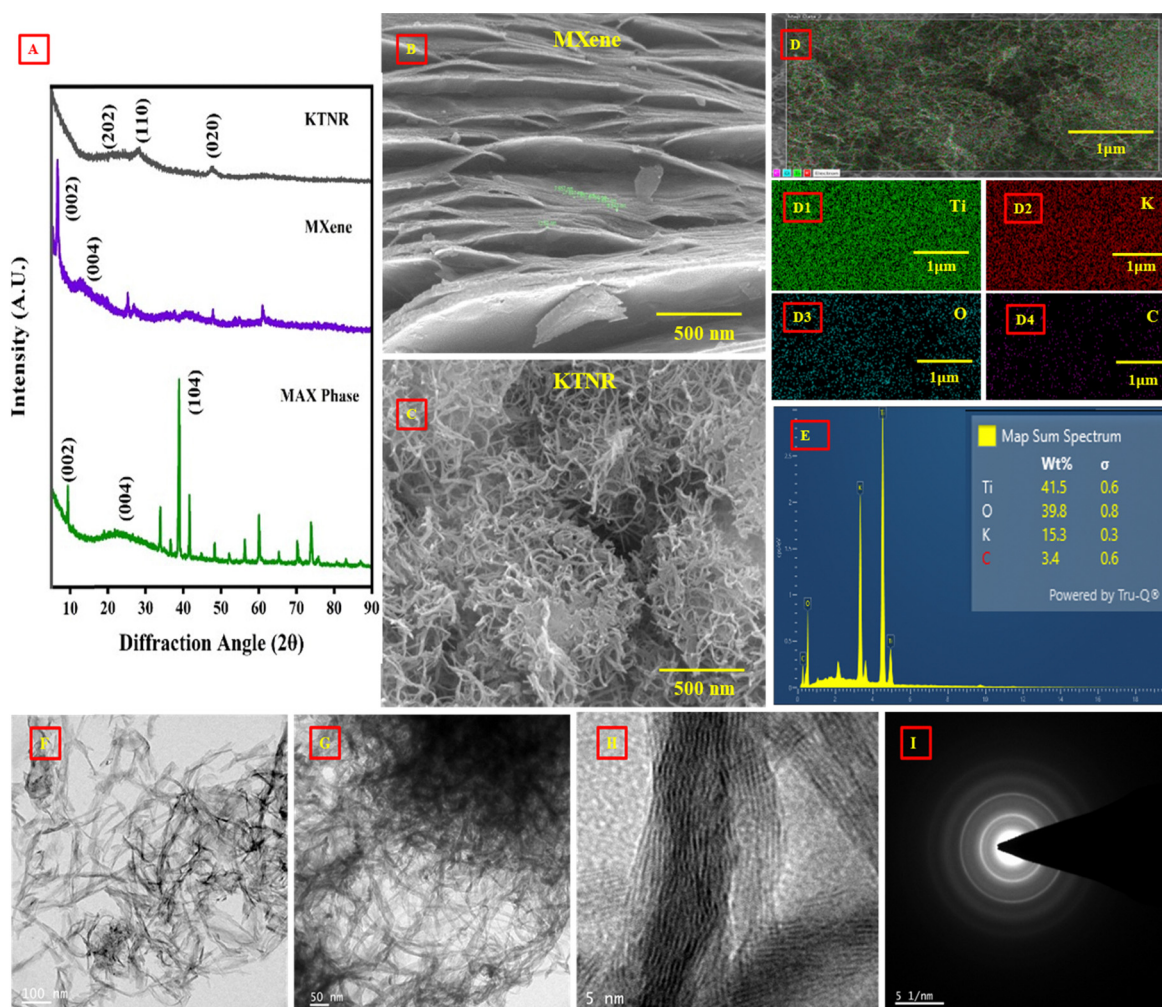 A
KTNR
(202)
(110)
(020)
MXene
(002)
(004)
MAX Phase
(002)
(004)
(104)
Intensity (A.U.)
10 20 30 40 50 60 70 80 90
Diffraction Angle (2θ)
B
MXene
500 nm
C
KTNR
500 nm
D
1μm
D1
Ti
1μm
D2
K
1μm
D3
O
1μm
D4
C
1μm
E
Map Sum Spectrum
Wt% σ
Ti 41.5 0.6
O 39.8 0.8
K 15.3 0.3
C 3.4 0.6
Powered by Tru-Q®
F
100 nm
G
50 nm
H
5 nm
I
5 1/nm